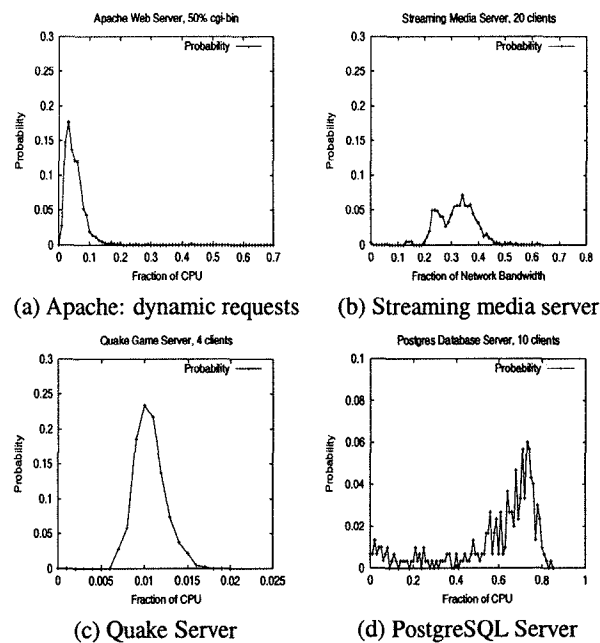 Apache Web Server, 50% cgi-bin
Probability
0.3
0.25
0.2
0.15
0.1
0.05
0
Probability
0 0.1 0.2 0.3 0.4 0.5 0.6 0.7
Fraction of CPU
(a) Apache: dynamic requests
Streaming Media Server, 20 clients
Probability
0.3
0.25
0.2
0.15
0.1
0.05
0
Probability
0 0.1 0.2 0.3 0.4 0.5 0.6 0.7 0.8
Fraction of Network Bandwidth
(b) Streaming media server
Quake Game Server, 4 clients
Probability
0.3
0.25
0.2
0.15
0.1
0.05
0
Probability
0 0.005 0.01 0.015 0.02 0.025
Fraction of CPU
(c) Quake Server
Postgres Database Server, 10 clients
Probability
0.1
0.08
0.06
0.04
0.02
0
Probability
0 0.2 0.4 0.6 0.8 1
Fraction of CPU
(d) PostgreSQL Server